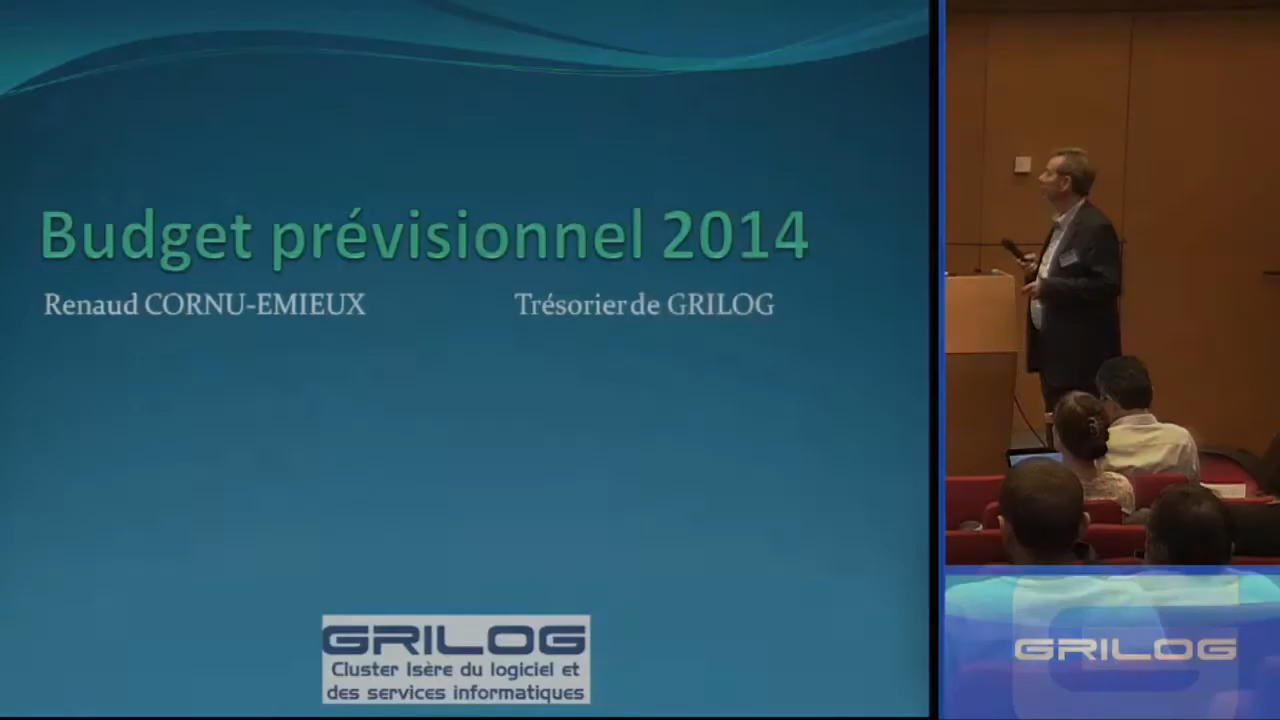 Budget prévisionnel 2014
Renaud CORNU-EMIEUX Trésorier de GRILOG
GRILOG
Cluster Isère du logiciel et
des services informatiques
GRILOG